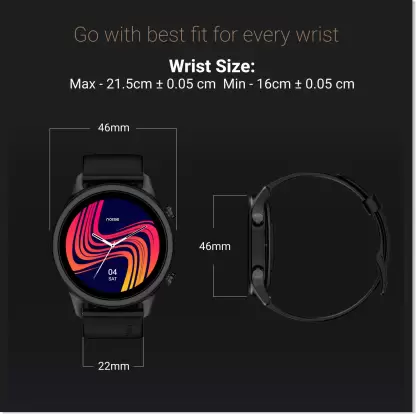 Go with best fit for every wrist
Wrist Size:
Max - 21.5cm ± 0.05 cm Min - 16cm ± 0.05 cm
46mm
noise
04
SAT
46mm
22mm